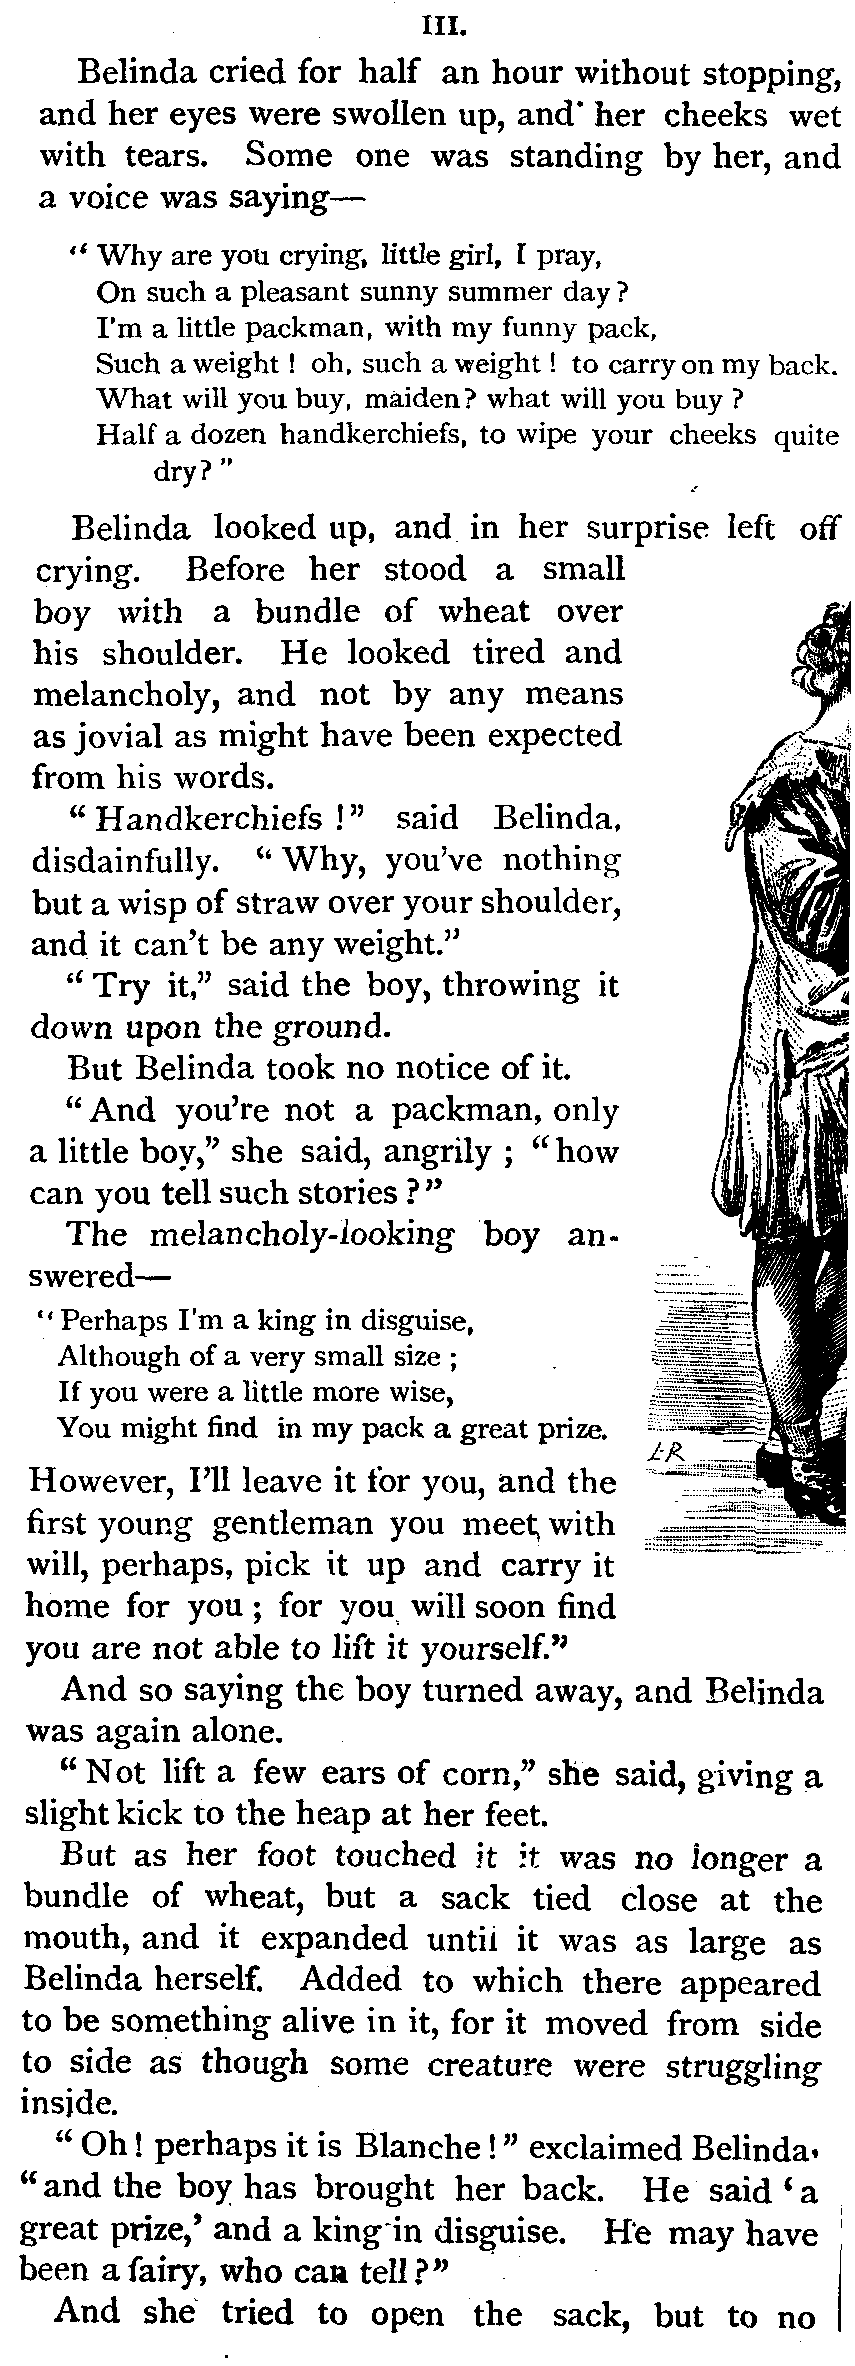 III.
Belinda cried for half an hour without stopping,
and her eyes were swollen up, and her cheeks wet
with tears. Some one was standing by her, and
a voice was saying—
“ Why are you crying, little girl, I pray,
On such a pleasant sunny summer day ?
I'm a little packman, with my funny pack,
Such a weight ! oh, such a weight ! to carry on my back.
What will you buy, maiden? what will you buy ?
Half a dozen handkerchiefs, to wipe your cheeks quite
dry? ”
Belinda looked up, and in her surprise left off
crying. Before her stood a small
boy with a bundle of wheat over
his shoulder. He looked tired and
melancholy, and not by any means
as jovial as might have been expected
from his words.
“ Handkerchiefs !” said Belinda,
disdainfully. “ Why, you've nothing
but a wisp of straw over your shoulder,
and it can't be any weight.”
“ Try it,” said the boy, throwing it
down upon the ground.
But Belinda took no notice of it.
“ And you're not a packman, only
a little boy,” she said, angrily ; “ how
can you tell such stories ? ”
The melancholy-looking boy an-
swered—
“ Perhaps I'm a king in disguise,
Although of a very small size ;
If you were a little more wise,
You might find in my pack a great prize.
However, I'll leave it for you, and the
first young gentleman you meet, with
will, perhaps, pick it up and carry it
home for you ; for you will soon find
you are not able to lift it yourself.”
And so saying the boy turned away, and Belinda
was again alone.
“ Not lift a few ears of corn,” she said, giving a
slight kick to the heap at her feet.
But as her foot touched it it was no longer a
bundle of wheat, but a sack tied close at the
mouth, and it expanded until it was as large as
Belinda herself. Added to which there appeared
to be something alive in it, for it moved from side
to side as though some creature were struggling
inside.
“ Oh ! perhaps it is Blanche ! ” exclaimed Belinda,
“ and the boy has brought her back. He said ‘ a
great prize,’ and a king in disguise. He may have
been a fairy, who can tell ? ”
And she tried to open the sack, but to no
LR